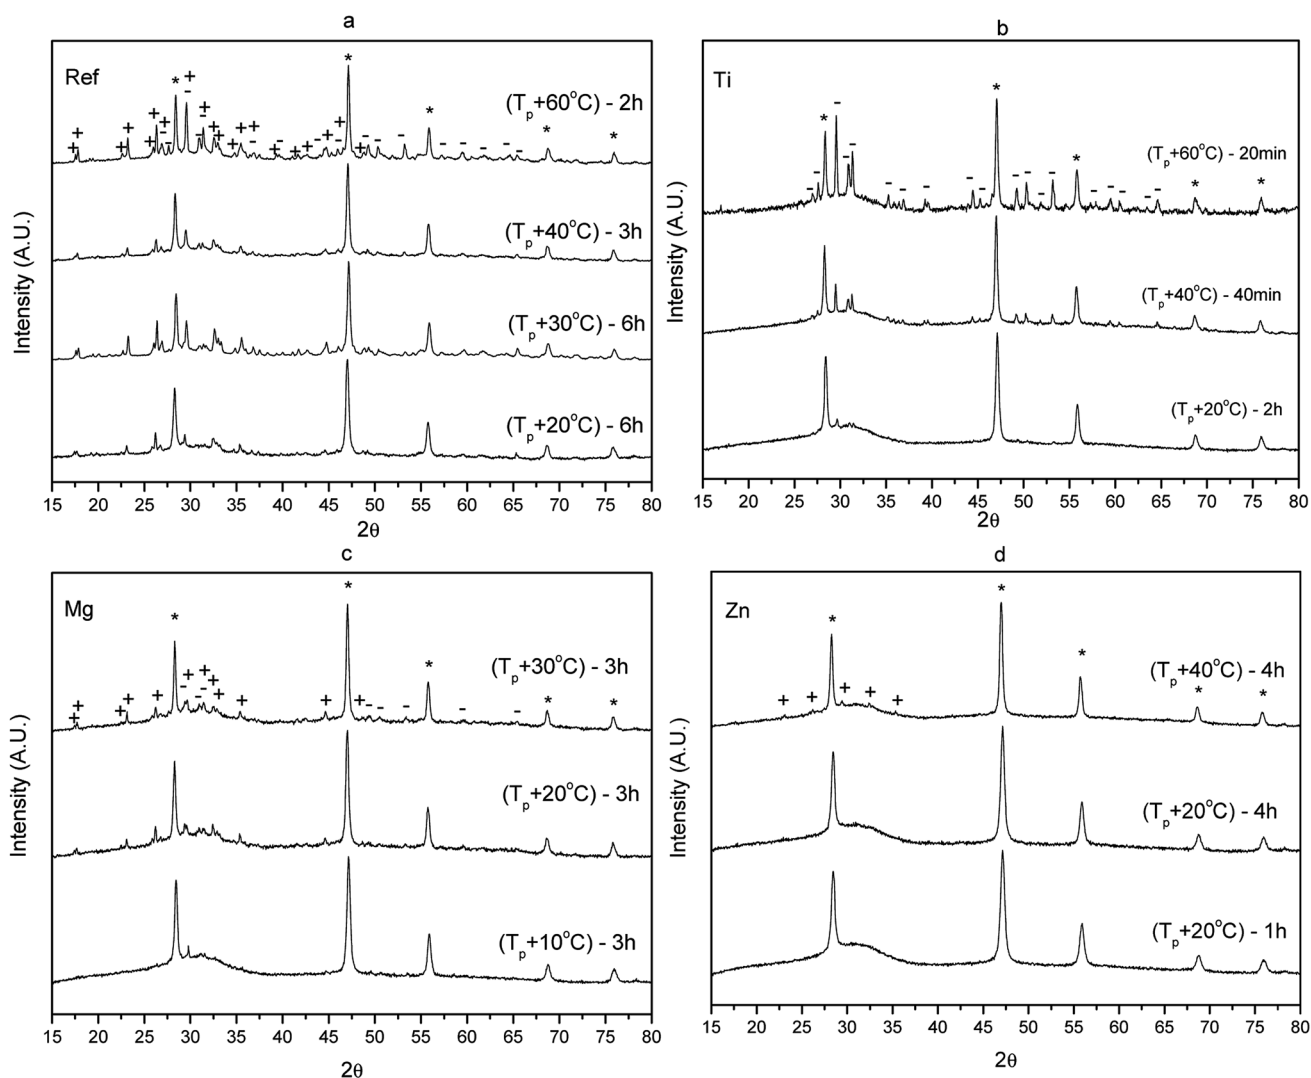 a
Ref
(Tp+60°C) - 2h
(Tp+40°C) - 3h
(Tp+30°C) - 6h
(Tp+20°C) - 6h
Intensity (A.U.)
15 20 25 30 35 40 45 50 55 60 65 70 75 80
2θ
b
Ti
(Tp+60°C) - 20min
(Tp+40°C) - 40min
(Tp+20°C) - 2h
Intensity (A.U.)
15 20 25 30 35 40 45 50 55 60 65 70 75 80
2θ
c
Mg
(Tp+30°C) - 3h
(Tp+20°C) - 3h
(Tp+10°C) - 3h
Intensity (A.U.)
15 20 25 30 35 40 45 50 55 60 65 70 75 80
2θ
d
Zn
(Tp+40°C) - 4h
(Tp+20°C) - 4h
(Tp+20°C) - 1h
Intensity (A.U.)
15 20 25 30 35 40 45 50 55 60 65 70 75 80
2θ